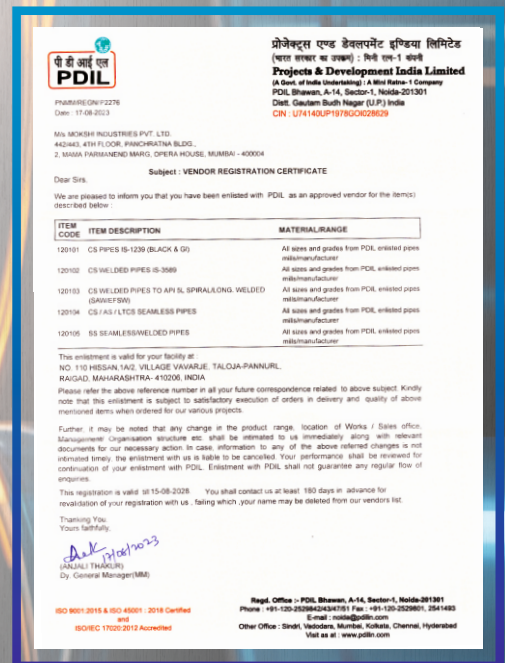 पी डी आई एल
PDIL
प्रोजेक्ट्स एण्ड डेवलपमेंट इण्डिया लिमिटेड
(भारत सरकार का उपक्रम) : मिनी रत्न-1 कंपनी
Projects & Development India Limited
(A Govt. of India Undertaking) : A Mini Ratna- 1 Company
PDIL Bhawan, A-14, Sector-1, Noida-201301
Distt. Gautam Budh Nagar (U.P.) India
CIN : U74140UP1978GOI028629
PNMM/REGN/F2276
Date : 17-08-2023
M/s MOKSHI INDUSTRIES PVT. LTD.
442/443, 4TH FLOOR, PANCHRATNA BLDG.,
2, MAMA PARMANEND MARG, OPERA HOUSE, MUMBAI - 400004
Subject : VENDOR REGISTRATION CERTIFICATE
Dear Sirs,
We are pleased to inform you that you have been enlisted with PDIL as an approved vendor for the item(s)
described below :
ITEM CODE ITEM DESCRIPTION MATERIAL/RANGE
120101 CS PIPES IS-1239 (BLACK & GI) All sizes and grades from PDIL enlisted pipes
mills/manufacturer
120102 CS WELDED PIPES IS-3589 All sizes and grades from PDIL enlisted pipes
mills/manufacturer
120103 CS WELDED PIPES TO API 5L SPIRAL/LONG. WELDED All sizes and grades from PDIL enlisted pipes
(SAW/EFSW) mills/manufacturer
120104 CS / AS / LTCS SEAMLESS PIPES All sizes and grades from PDIL enlisted pipes
mills/manufacturer
120105 SS SEAMLESS/WELDED PIPES All sizes and grades from PDIL enlisted pipes
mills/manufacturer
This enlistment is valid for your facility at :
NO. 110 HISSAN,1A/2, VILLAGE VAVARJE, TALOJA-PANNURL,
RAIGAD, MAHARASHTRA- 410206, INDIA
Please refer the above reference number in all your future correspondence related to above subject. Kindly
note that this enlistment is subject to satisfactory execution of orders in delivery and quality of above
mentioned items when ordered for our various projects.
Further, it may be noted that any change in the product range, location of Works / Sales office,
Management/ Organisation structure etc. shall be intimated to us immediately along with relevant
documents for our necessary action. In case, information to any of the above referred changes is not
intimated timely, the enlistment with us is liable to be cancelled. Your performance shall be reviewed for
continuation of your enlistment with PDIL. Enlistment with PDIL shall not guarantee any regular flow of
enquiries.
This registration is valid till 15-08-2028. You shall contact us at least 180 days in advance for
revalidation of your registration with us , failing which ,your name may be deleted from our vendors list.
Thanking You.
Yours faithfully,
17/08/2023
(ANJALI THAKUR)
Dy. General Manager(MM)
ISO 9001:2015 & ISO 45001 : 2018 Certified
and
ISO/IEC 17020:2012 Accredited
Regd. Office :- PDIL Bhawan, A-14, Sector-1, Noida-201301
Phone : +91-120-2529842/43/47/51 Fax : +91-120-2529801, 2541493
E-mail : noida@pdilin.com
Other Office : Sindri, Vadodara, Mumbai, Kolkata, Chennai, Hyderabad
Visit as at : www.pdilin.com